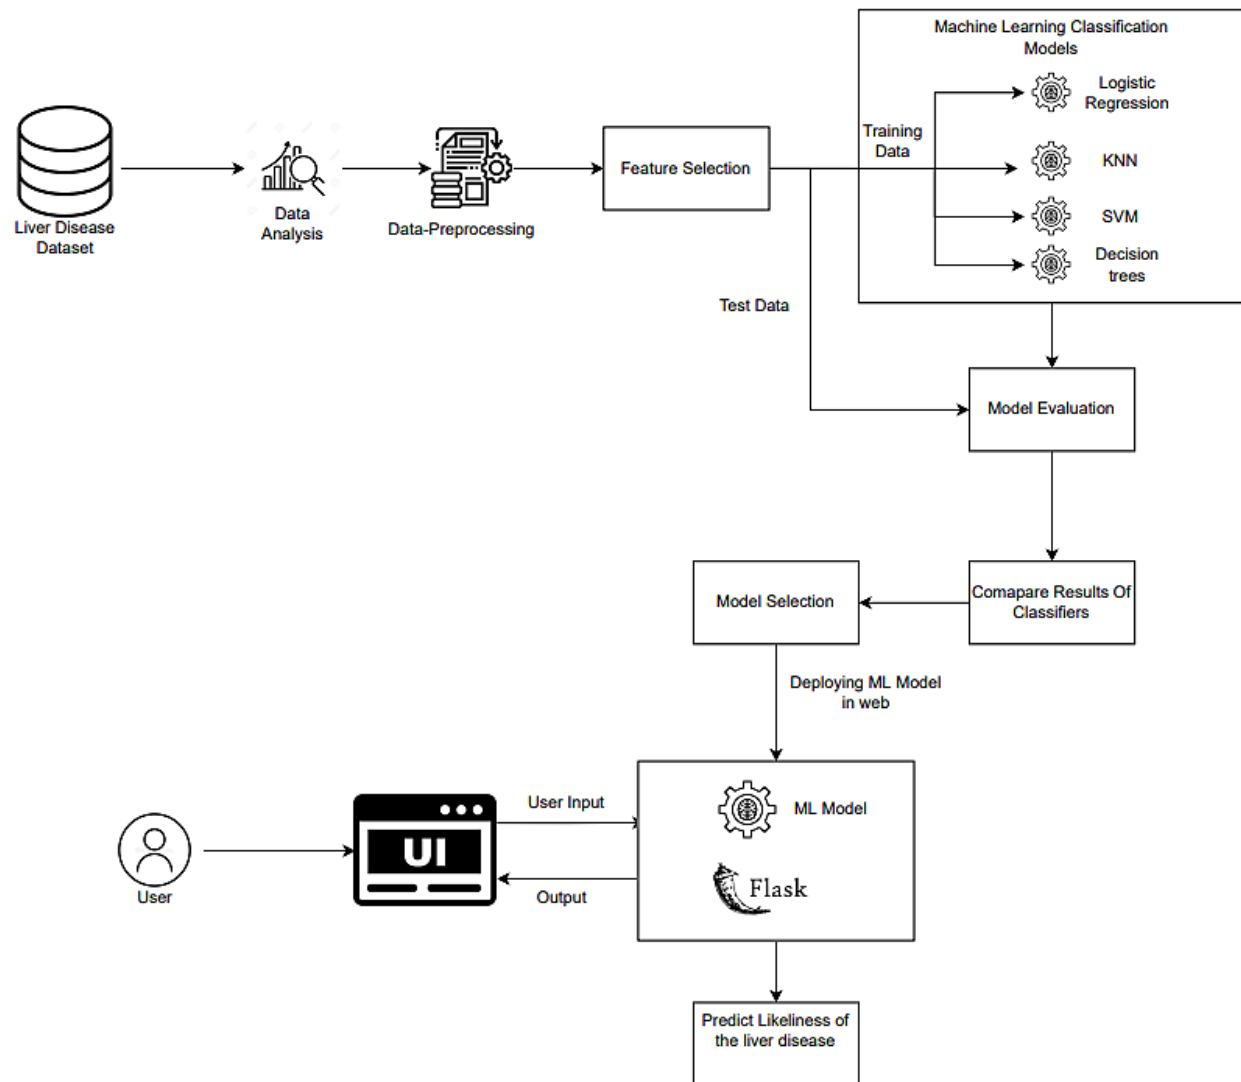 Machine Learning Classification
Models
Logistic
Regression
Training
Data
KNN
SVM
Decision
trees
Feature Selection
Liver Disease
Dataset
Data
Analysis
Data-Preprocessing
Test Data
Model Evaluation
Comapare Results Of
Classifiers
Model Selection
Deploying ML Model
in web
User Input
ML Model
UI
Flask
Output
User
Predict Likeliness of
the liver disease